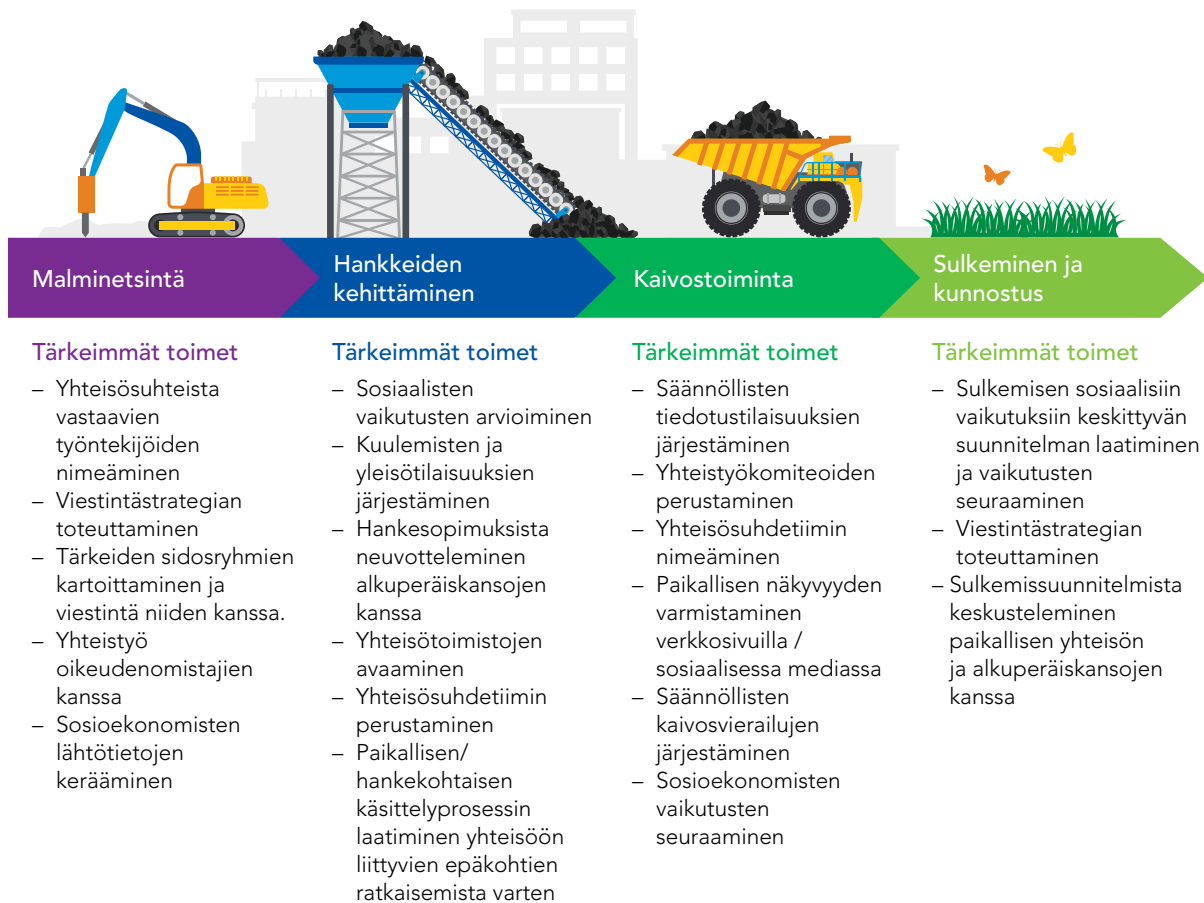 Malminetsintä
Hankkeiden
kehittäminen
Kaivostoiminta
Sulkeminen ja
kunnostus
Tärkeimmät toimet
– Yhteisösuhteista
vastaavien
työntekijöiden
nimeäminen
– Viestintästrategian
toteuttaminen
– Tärkeiden sidosryhmien
kartoittaminen ja
viestintä niiden kanssa.
– Yhteistyö
oikeudenomistajien
kanssa
– Sosioekonomisten
lähtötietojen
kerääminen
Tärkeimmät toimet
– Sosiaalisten
vaikutusten arvioiminen
– Kuulemisten ja
yleisötilaisuuksien
järjestäminen
– Hankesopimuksista
neuvotteleminen
alkuperäiskansojen
kanssa
– Yhteisötoimistojen
avaaminen
– Yhteisösuhdetiimin
perustaminen
– Paikallisen/
hankekohtaisen
käsittelyprosessin
laatiminen yhteisöön
liittyvien epäkohtien
ratkaisemista varten
Tärkeimmät toimet
– Säännöllisten
tiedotustilaisuuksien
järjestäminen
– Yhteistyökomiteoiden
perustaminen
– Yhteisösuhdetiimin
nimeäminen
– Paikallisen näkyvyyden
varmistaminen
verkkosivuilla /
sosiaalisessa mediassa
– Säännöllisten
kaivosvierailujen
järjestäminen
– Sosioekonomisten
vaikutusten
seuraaminen
Tärkeimmät toimet
– Sulkemisen sosiaalisiin
vaikutuksiin keskittyvän
suunnitelman laatiminen
ja vaikutusten
seuraaminen
– Viestintästrategian
toteuttaminen
– Sulkemissuunnitelmista
keskusteleminen
paikallisen yhteisön
ja alkuperäiskansojen
kanssa